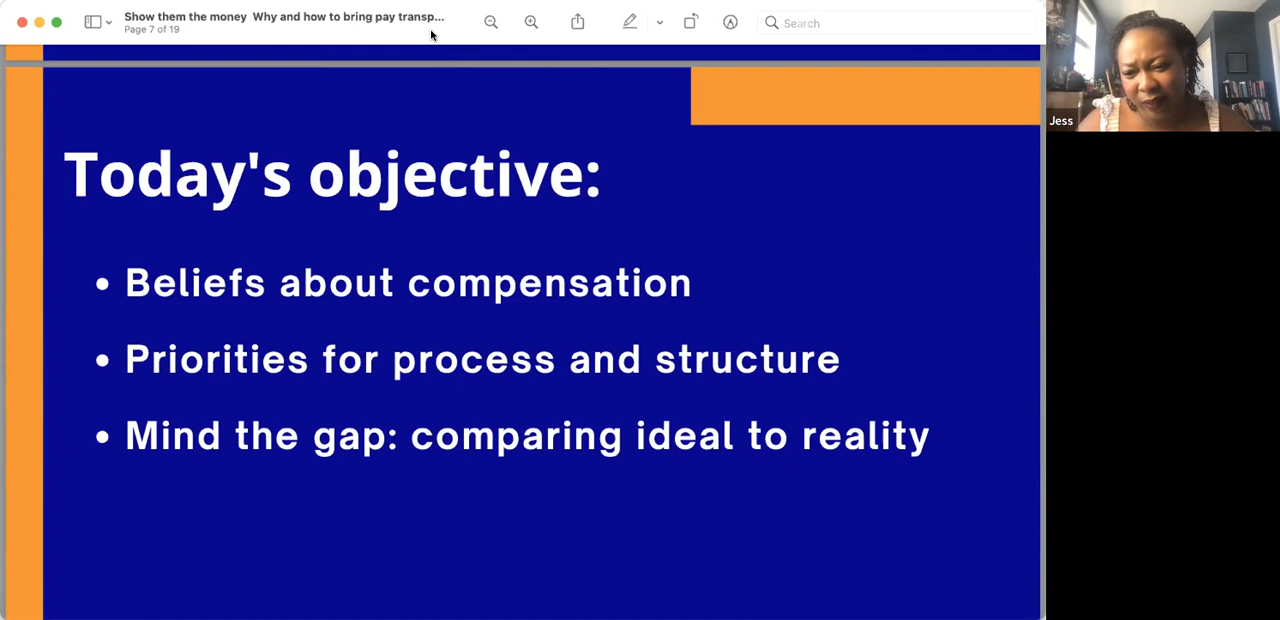 Show them the money  Why and how to bring pay transp...
Page 7 of 19
Search
Jess
Today's objective:
• Beliefs about compensation
• Priorities for process and structure
• Mind the gap: comparing ideal to reality